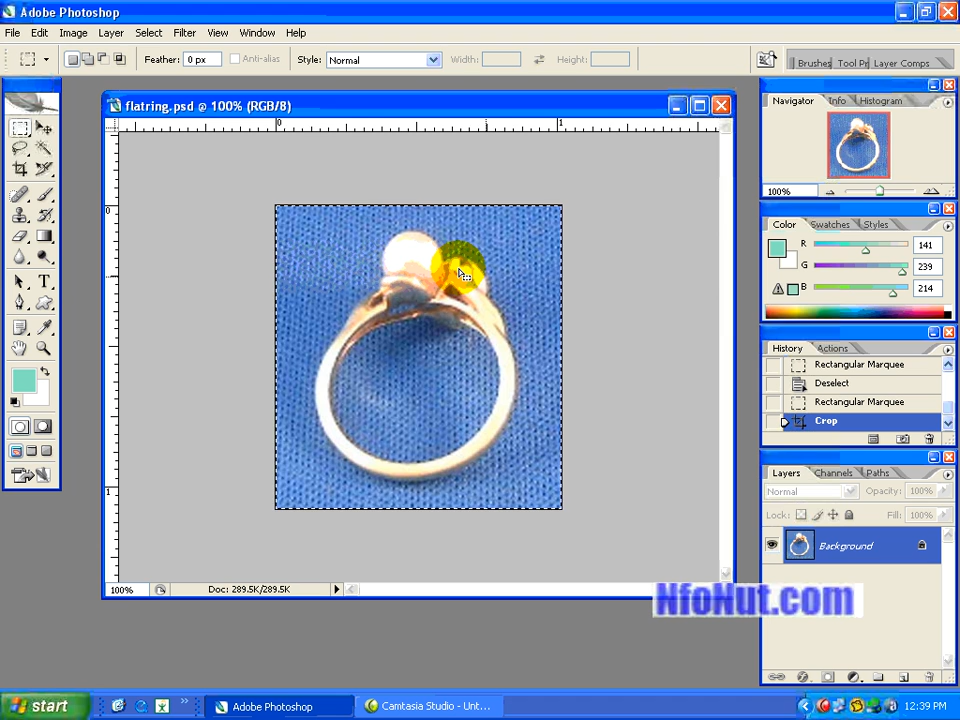 Adobe Photoshop
File Edit Image Layer Select Filter View Window Help
Feather: 0 px Anti-alias Style: Normal Width: Height: Brushes Tool Pr Layer Comps
flatring.psd @ 100% (RGB/8)
0 1
0
1
100% Doc: 289.5K/289.5K
Navigator Info Histogram
100%
Color Swatches Styles
R 141
G 239
B 214
History Actions
Rectangular Marquee
Deselect
Rectangular Marquee
Crop
Layers Channels Paths
Normal Opacity: 100%
Lock: Fill: 100%
Background
NfoNut.com
start Adobe Photoshop Camtasia Studio - Unt... 12:39 PM